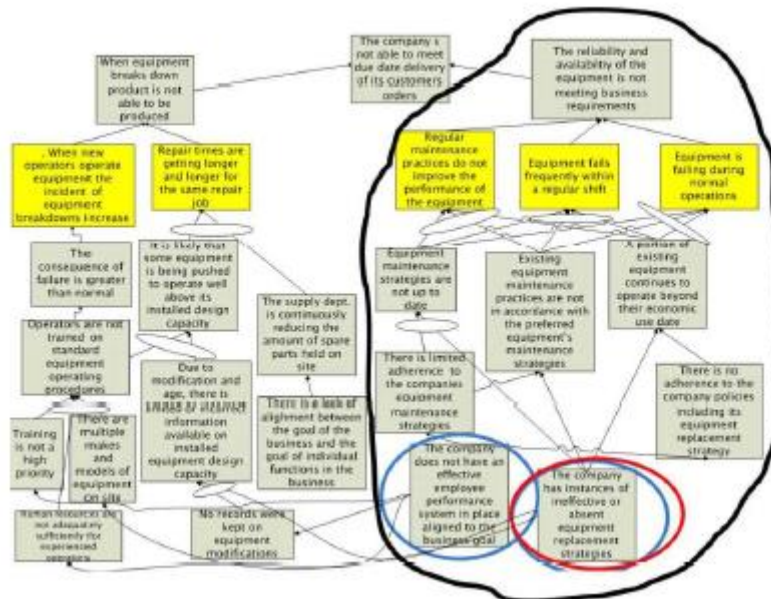 When equipment
breaks down
product is not
able to be
produced
The company s
not able to meet
due date delivery
of its customers
orders
The reliability and
availability of the
equipment is not
meeting business
requirements
. When new
operators operate
equipment the
incident of
equipment
breakdowns increase
Repair times are
getting longer
and longer for
the same repair
job
Regular
maintenance
practices do not
improve the
performance of
the equipment
Equipment fails
frequently within
a regular shift
Equipment is
failing during
normal
operations
The
consequence of
failure is greater
than normal
It is likely that
some equipment
is being pushed
to operate well
above its
installed design
capacity
The supply dept.
is continuously
reducing the
amount of spare
parts held on
site
Equipment
maintenance
strategies are
not up to
date
Existing
equipment
maintenance
practices are not
in accordance with
the preferred
equipment's
maintenance
strategies
A portion of
existing equipment
continues to
operate beyond
their economic
use date
Operators are not
trained on
standard
equipment
operating
procedures
Due to
modification and
age, there is
limited or incorrect
information
available on
installed
equipment design
capacity
There is a lack of
alighment between
the goal of the
business and the
goal of individual
functions in the
business
There is limited
adherence to the
companies equipment
maintenance
strategies
There is no
adherence to the
company policies
including its
equipment
replacement
strategy
Training
is not a
high
priority
There are
multiple
makes and
models of
equipment
on site
Human resources are
not adequately
sufficiently for
experienced
No records were
kept on
equipment
modifications
The company
does not have an
effective
employee
performance
system in place
aligned to the
business goal
The company
has instances of
ineffective or
absent
equipment
replacement
strategies